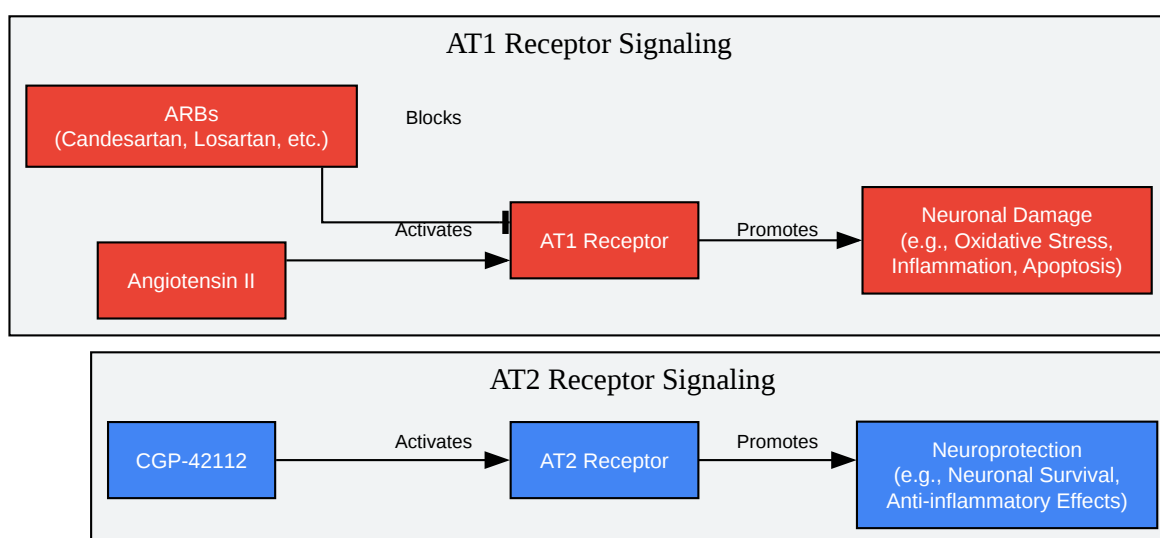 AT1 Receptor Signaling
ARBs
(Candesartan, Losartan, etc.)
Blocks
Activates
Angiotensin II
AT1 Receptor
Promotes
Neuronal Damage
(e.g., Oxidative Stress,
Inflammation, Apoptosis)
AT2 Receptor Signaling
CGP-42112
Activates
AT2 Receptor
Promotes
Neuroprotection
(e.g., Neuronal Survival,
Anti-inflammatory Effects)